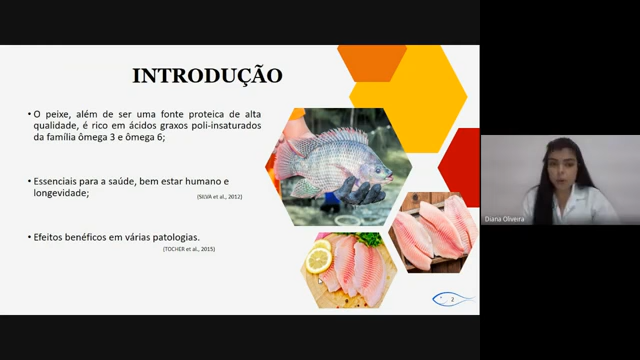 INTRODUÇÃO
• O peixe, além de ser uma fonte proteica de alta
qualidade, é rico em ácidos graxos poli-insaturados
da família ômega 3 e ômega 6;
• Essenciais para a saúde, bem estar humano e
longevidade;
(SILVA et al., 2012)
• Efeitos benéficos em várias patologias.
(TOCHER et al., 2015)
2
Diana Oliveira